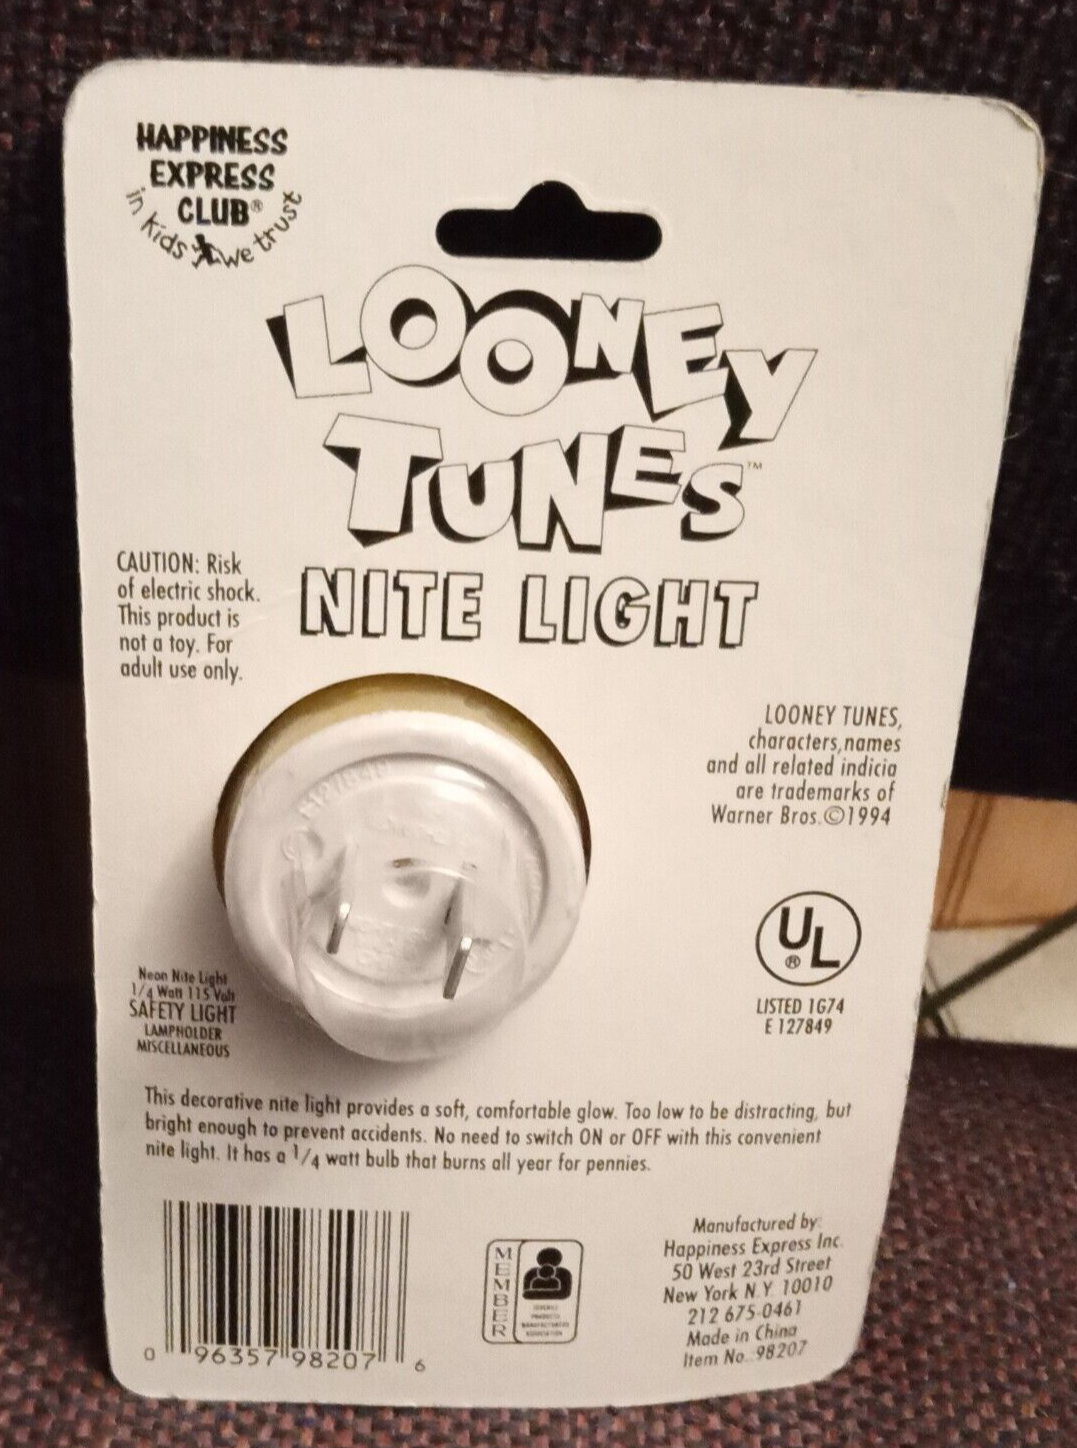 HAPPINESS
EXPRESS
CLUB®
in kids we trust
LOONEY
TUNES™
NITE LIGHT
CAUTION: Risk
of electric shock.
This product is
not a toy. For
adult use only.
LOONEY TUNES,
characters, names
and all related indicia
are trademarks of
Warner Bros.©1994
UL®
LISTED 1G74
E 127849
Neon Nite Light
1/4 Watt 115 Volt
SAFETY LIGHT
LAMPHOLDER
MISCELLANEOUS
This decorative nite light provides a soft, comfortable glow. Too low to be distracting, but
bright enough to prevent accidents. No need to switch ON or OFF with this convenient
nite light. It has a 1/4 watt bulb that burns all year for pennies.
0 96357 98207 6
MEMBER
JUVENILE
PRODUCTS
MANUFACTURERS
ASSOCIATION
Manufactured by:
Happiness Express Inc.
50 West 23rd Street
New York N.Y. 10010
212 675-0461
Made in China
Item No.:98207